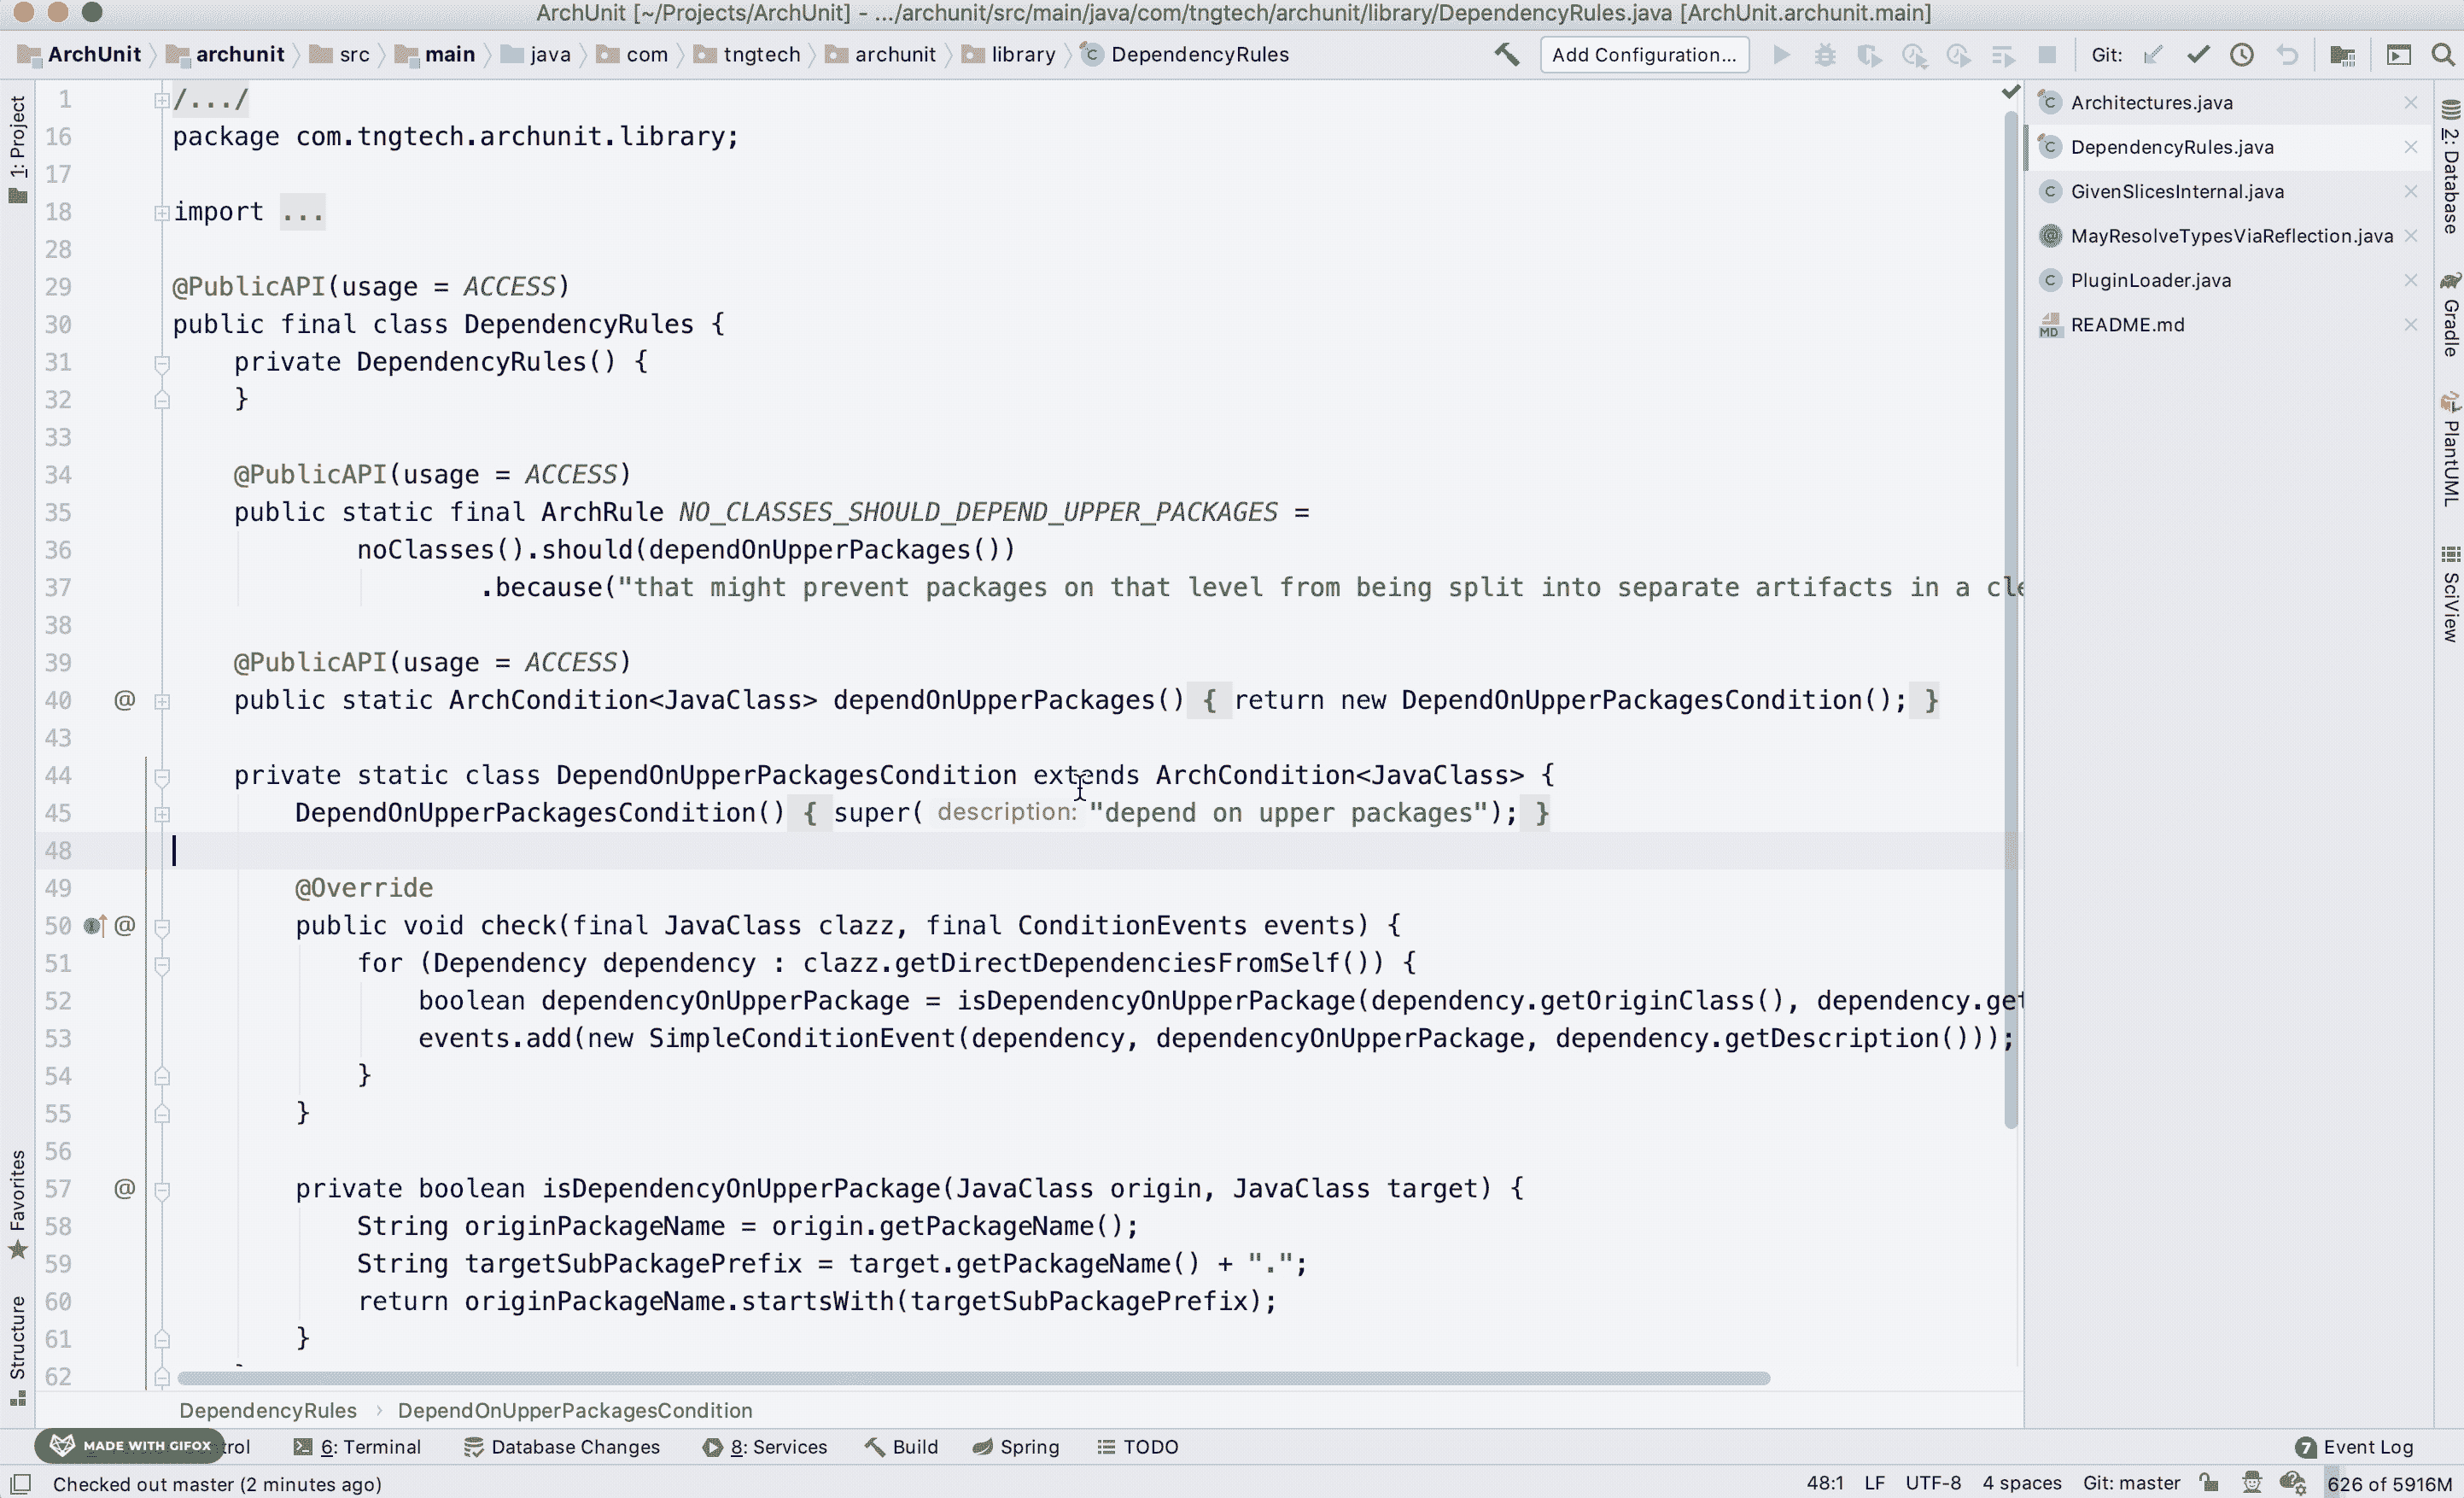 ArchUnit [~/Projects/ArchUnit] - .../archunit/src/main/java/com/tngtech/archunit/library/DependencyRules.java [ArchUnit.archunit.main]
ArchUnit archunit src main java com tngtech archunit library DependencyRules Add Configuration... Git:
1: Project
1 /.../
16 package com.tngtech.archunit.library;
17
18 import ...
28
29 @PublicAPI(usage = ACCESS)
30 public final class DependencyRules {
31 private DependencyRules() {
32 }
33
34 @PublicAPI(usage = ACCESS)
35 public static final ArchRule NO_CLASSES_SHOULD_DEPEND_UPPER_PACKAGES =
36 noClasses().should(dependOnUpperPackages())
37 .because("that might prevent packages on that level from being split into separate artifacts in a cle
38
39 @PublicAPI(usage = ACCESS)
40 @ public static ArchCondition<JavaClass> dependOnUpperPackages() { return new DependOnUpperPackagesCondition(); }
43
44 private static class DependOnUpperPackagesCondition extends ArchCondition<JavaClass> {
45 DependOnUpperPackagesCondition() { super( description: "depend on upper packages"); }
48
49 @Override
50 @ public void check(final JavaClass clazz, final ConditionEvents events) {
51 for (Dependency dependency : clazz.getDirectDependenciesFromSelf()) {
52 boolean dependencyOnUpperPackage = isDependencyOnUpperPackage(dependency.getOriginClass(), dependency.get
53 events.add(new SimpleConditionEvent(dependency, dependencyOnUpperPackage, dependency.getDescription()));
54 }
55 }
56
57 @ private boolean isDependencyOnUpperPackage(JavaClass origin, JavaClass target) {
58 String originPackageName = origin.getPackageName();
59 String targetSubPackagePrefix = target.getPackageName() + ".";
60 return originPackageName.startsWith(targetSubPackagePrefix);
61 }
62
Architectures.java
DependencyRules.java
GivenSlicesInternal.java
MayResolveTypesViaReflection.java
PluginLoader.java
MD README.md
2: Database
Gradle
PlantUML
SciView
Favorites
Structure
DependencyRules › DependOnUpperPackagesCondition
MADE WITH GIFOX trol 6: Terminal Database Changes 8: Services Build Spring TODO 7 Event Log
Checked out master (2 minutes ago) 48:1 LF UTF-8 4 spaces Git: master 626 of 5916M